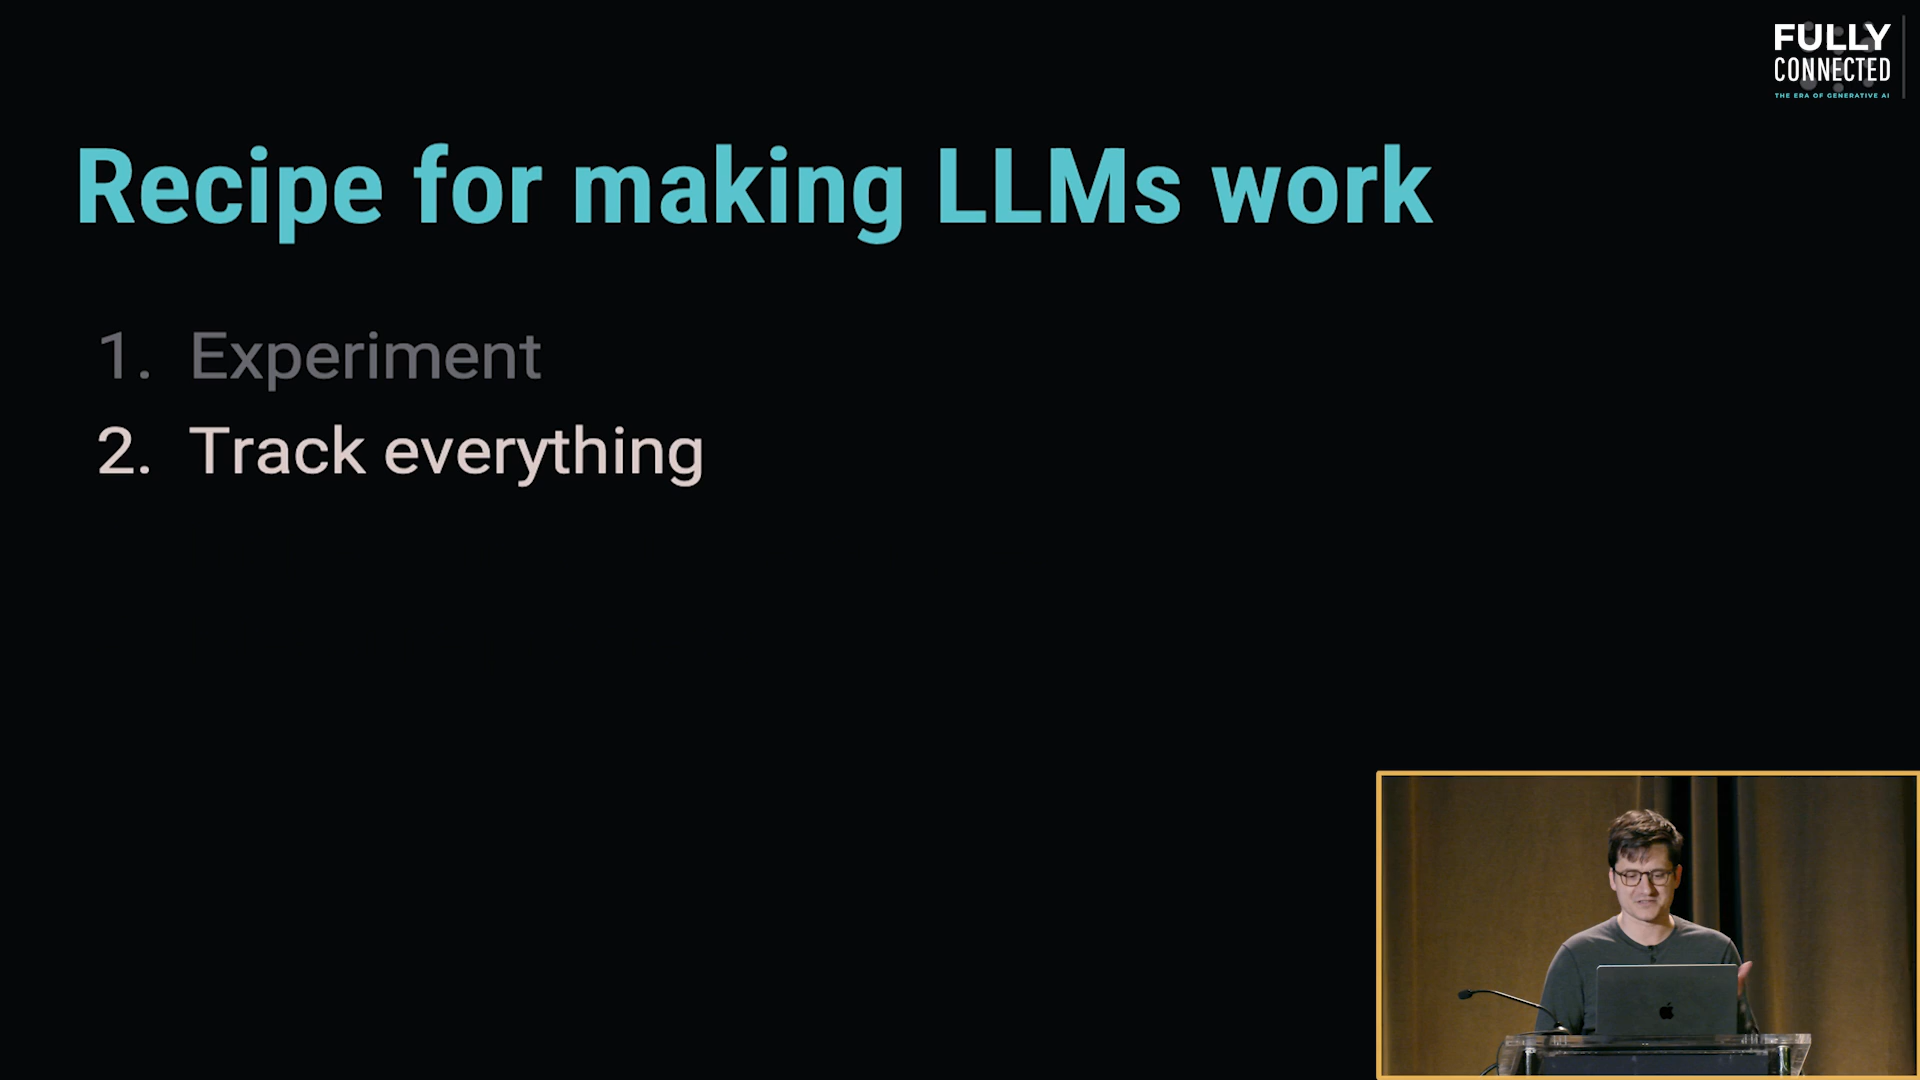 FULLY
CONNECTED
THE ERA OF GENERATIVE AI
Recipe for making LLMs work
1. Experiment
2. Track everything